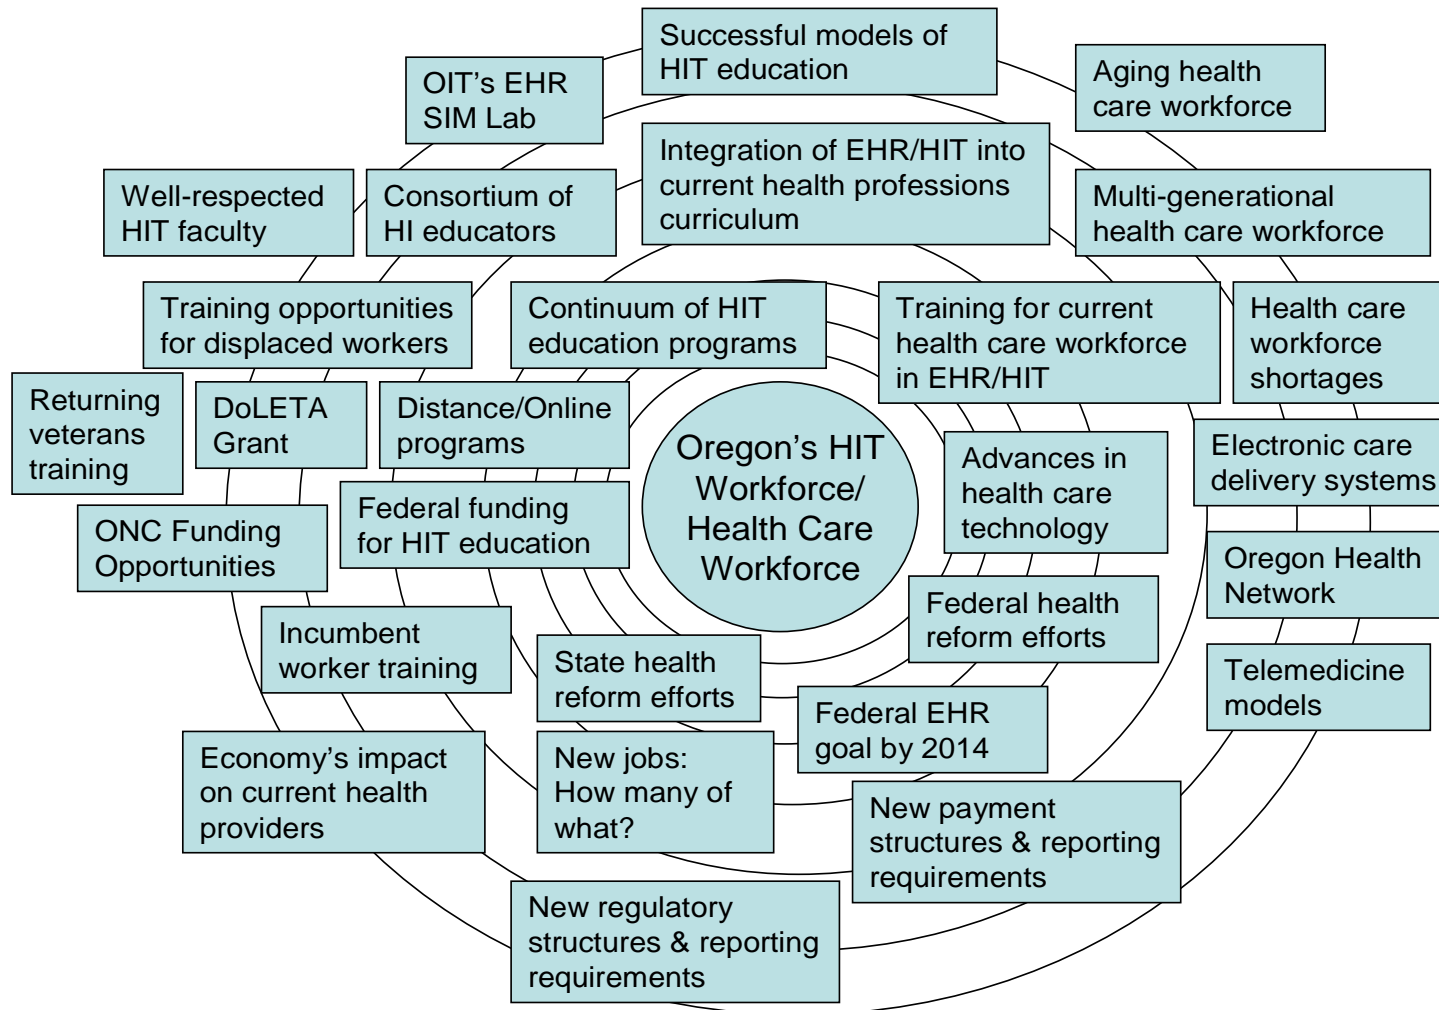 Successful models of
HIT education
OIT's EHR
SIM Lab
Aging health
care workforce
Integration of EHR/HIT into
current health professions
curriculum
Well-respected
HIT faculty
Consortium of
HI educators
Multi-generational
health care workforce
Training opportunities
for displaced workers
Continuum of HIT
education programs
Training for current
health care workforce
in EHR/HIT
Health care
workforce
shortages
Returning
veterans
training
DoLETA
Grant
Distance/Online
programs
Oregon's HIT
Workforce/
Health Care
Workforce
Advances in
health care
technology
Electronic care
delivery systems
ONC Funding
Opportunities
Federal funding
for HIT education
Oregon Health
Network
Federal health
reform efforts
Incumbent
worker training
State health
reform efforts
Telemedicine
models
Federal EHR
goal by 2014
Economy's impact
on current health
providers
New jobs:
How many of
what?
New payment
structures & reporting
requirements
New regulatory
structures & reporting
requirements